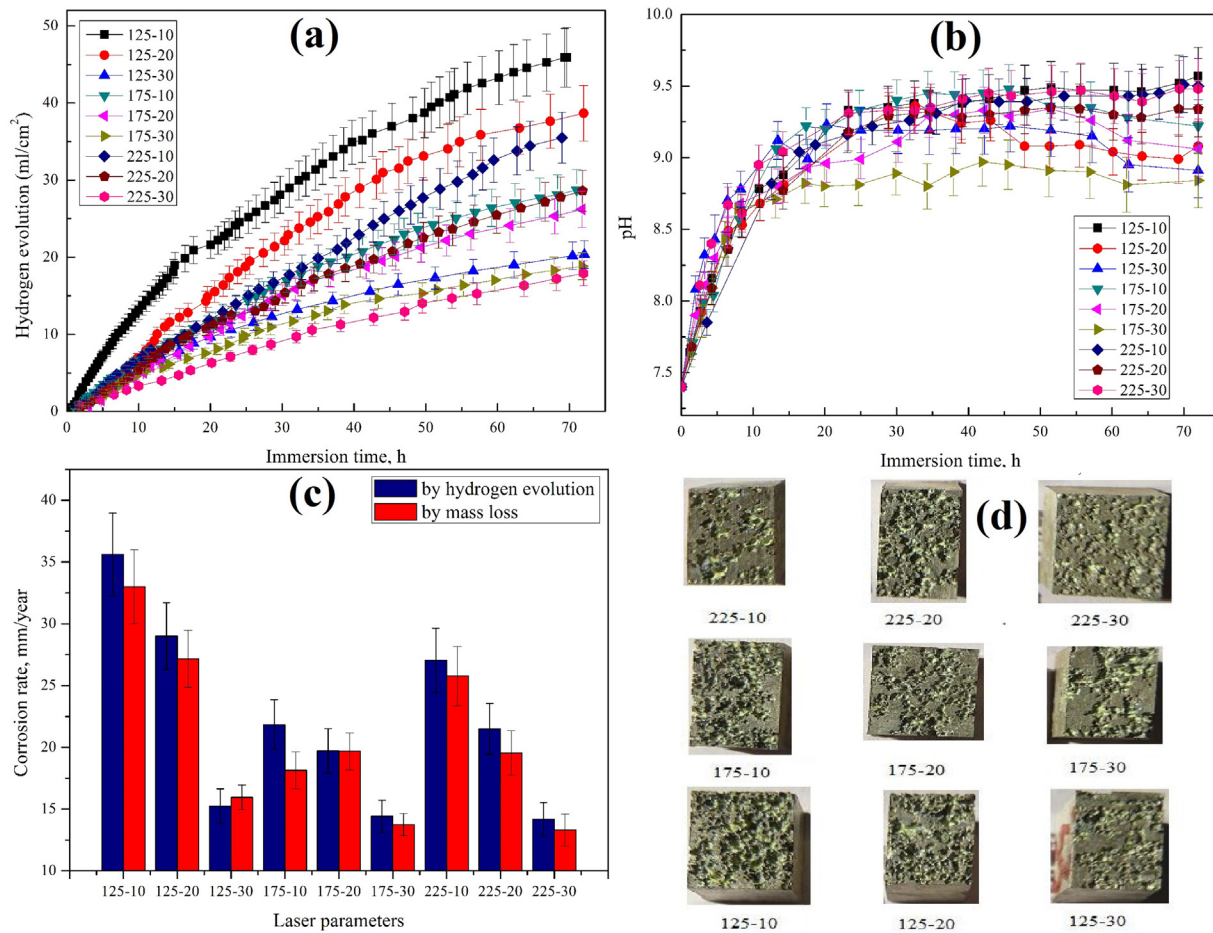 (a)
125-10
125-20
125-30
175-10
175-20
175-30
225-10
225-20
225-30
Hydrogen evolution (ml/cm²)
50
40
30
20
10
0
0 10 20 30 40 50 60 70
Immersion time, h
(b)
pH
10.0
9.5
9.0
8.5
8.0
7.5
125-10
125-20
125-30
175-10
175-20
175-30
225-10
225-20
225-30
0 10 20 30 40 50 60 70
Immersion time, h
(c)
by hydrogen evolution
by mass loss
Corrosion rate, mm/year
40
35
30
25
20
15
10
125-10 125-20 125-30 175-10 175-20 175-30 225-10 225-20 225-30
Laser parameters
(d)
225-10 225-20 225-30
175-10 175-20 175-30
125-10 125-20 125-30